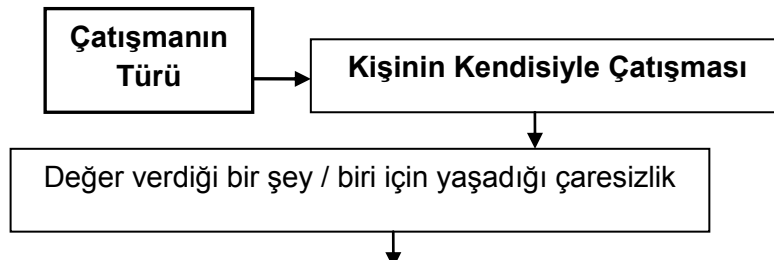 Çatışmanın
Türü
Kişinin Kendisiyle Çatışması
Değer verdiği bir şey / biri için yaşadığı çaresizlik